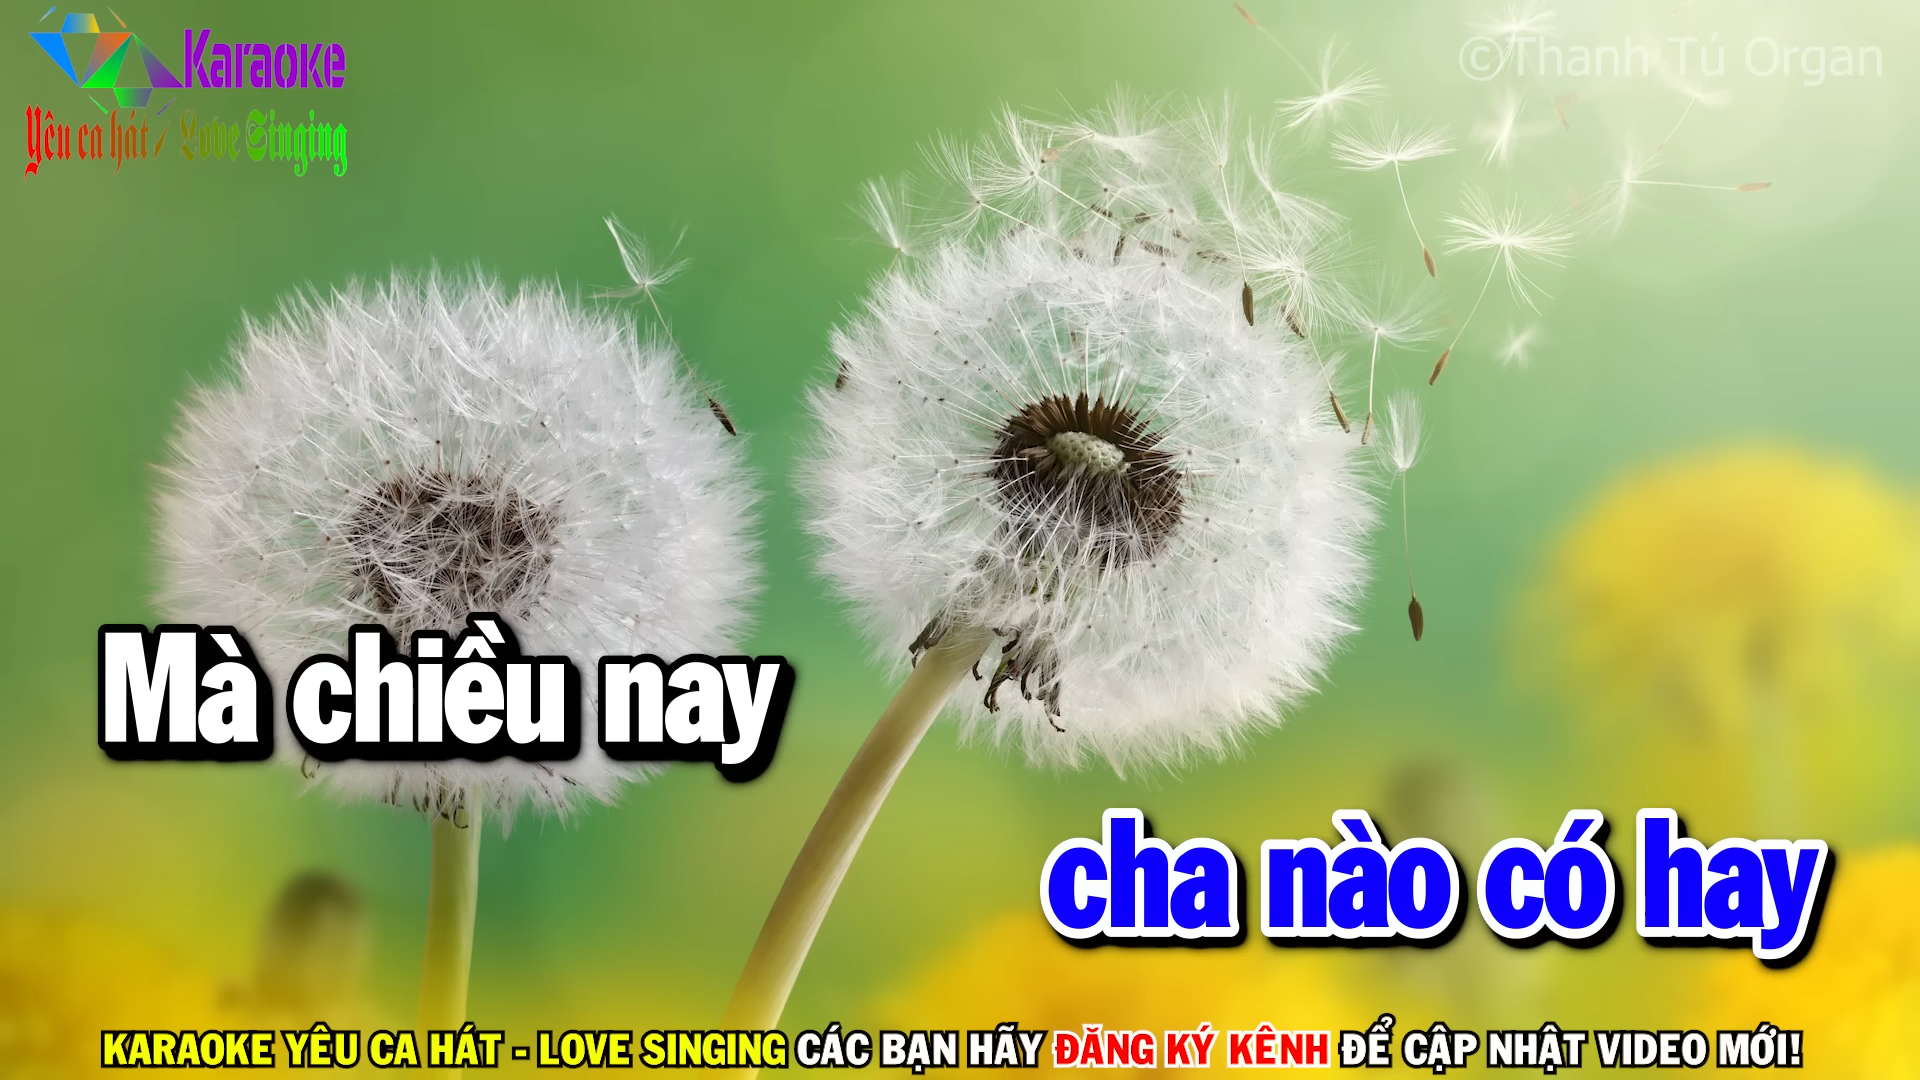 Karaoke
Yêu ca hát / Love Singing
©Thanh Tú Organ
Mà chiều nay
cha nào có hay
KARAOKE YÊU CA HÁT - LOVE SINGING CÁC BẠN HÃY ĐĂNG KÝ KÊNH ĐỂ CẬP NHẬT VIDEO MỚI!